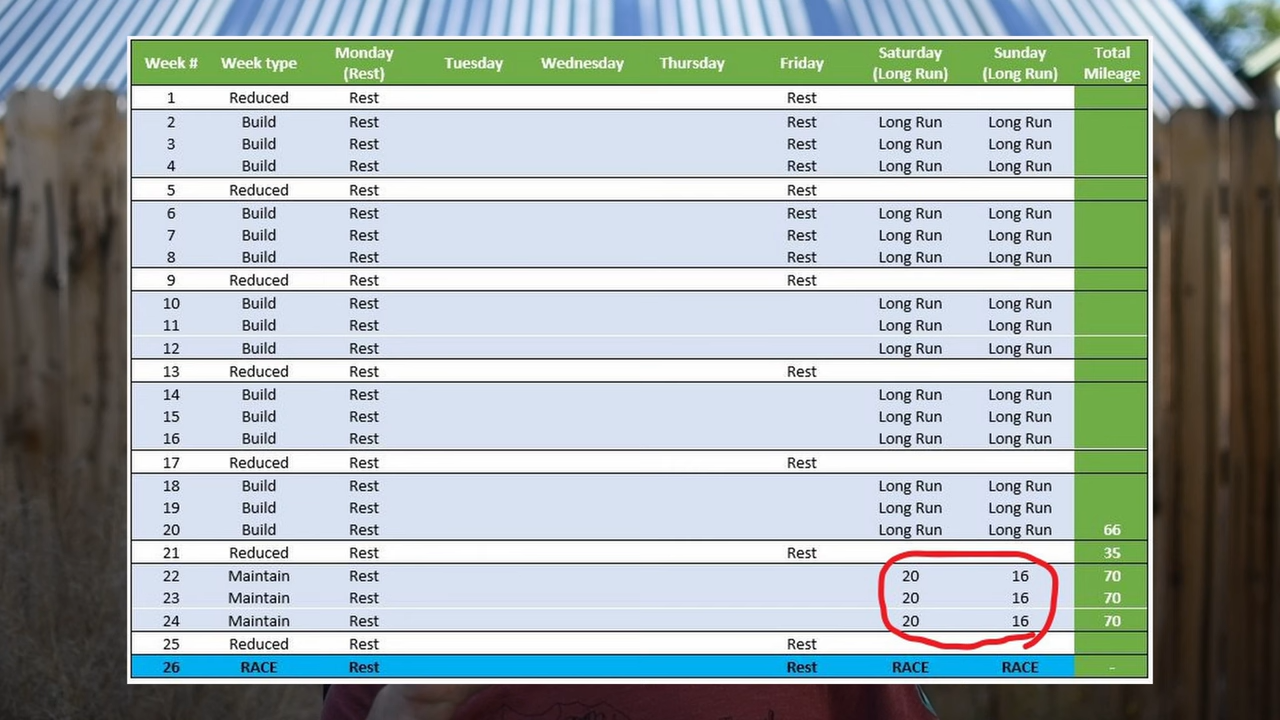 Week # Week type Monday (Rest) Tuesday Wednesday Thursday Friday Saturday (Long Run) Sunday (Long Run) Total Mileage
1 Reduced Rest Rest
2 Build Rest Rest Long Run Long Run
3 Build Rest Rest Long Run Long Run
4 Build Rest Rest Long Run Long Run
5 Reduced Rest Rest
6 Build Rest Rest Long Run Long Run
7 Build Rest Rest Long Run Long Run
8 Build Rest Rest Long Run Long Run
9 Reduced Rest Rest
10 Build Rest Long Run Long Run
11 Build Rest Long Run Long Run
12 Build Rest Long Run Long Run
13 Reduced Rest Rest
14 Build Rest Long Run Long Run
15 Build Rest Long Run Long Run
16 Build Rest Long Run Long Run
17 Reduced Rest Rest
18 Build Rest Long Run Long Run
19 Build Rest Long Run Long Run
20 Build Rest Long Run Long Run 66
21 Reduced Rest Rest 35
22 Maintain Rest 20 16 70
23 Maintain Rest 20 16 70
24 Maintain Rest 20 16 70
25 Reduced Rest Rest
26 RACE Rest Rest RACE RACE -